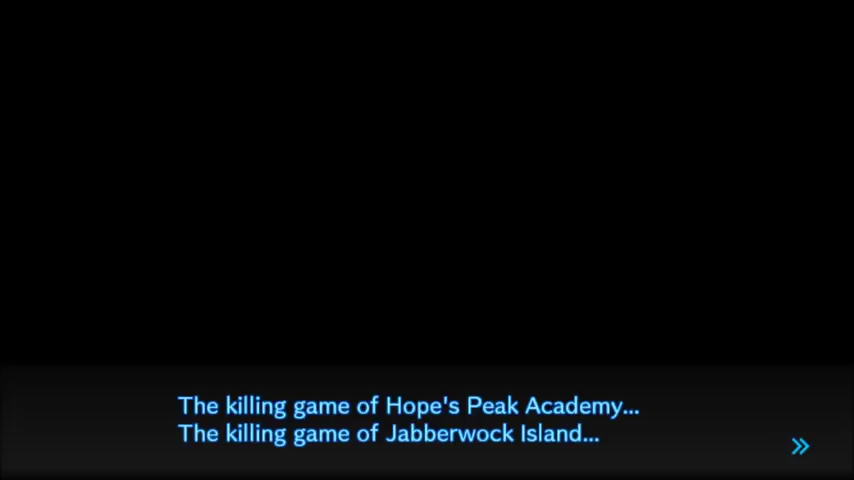 The killing game of Hope's Peak Academy...
The killing game of Jabberwock Island...